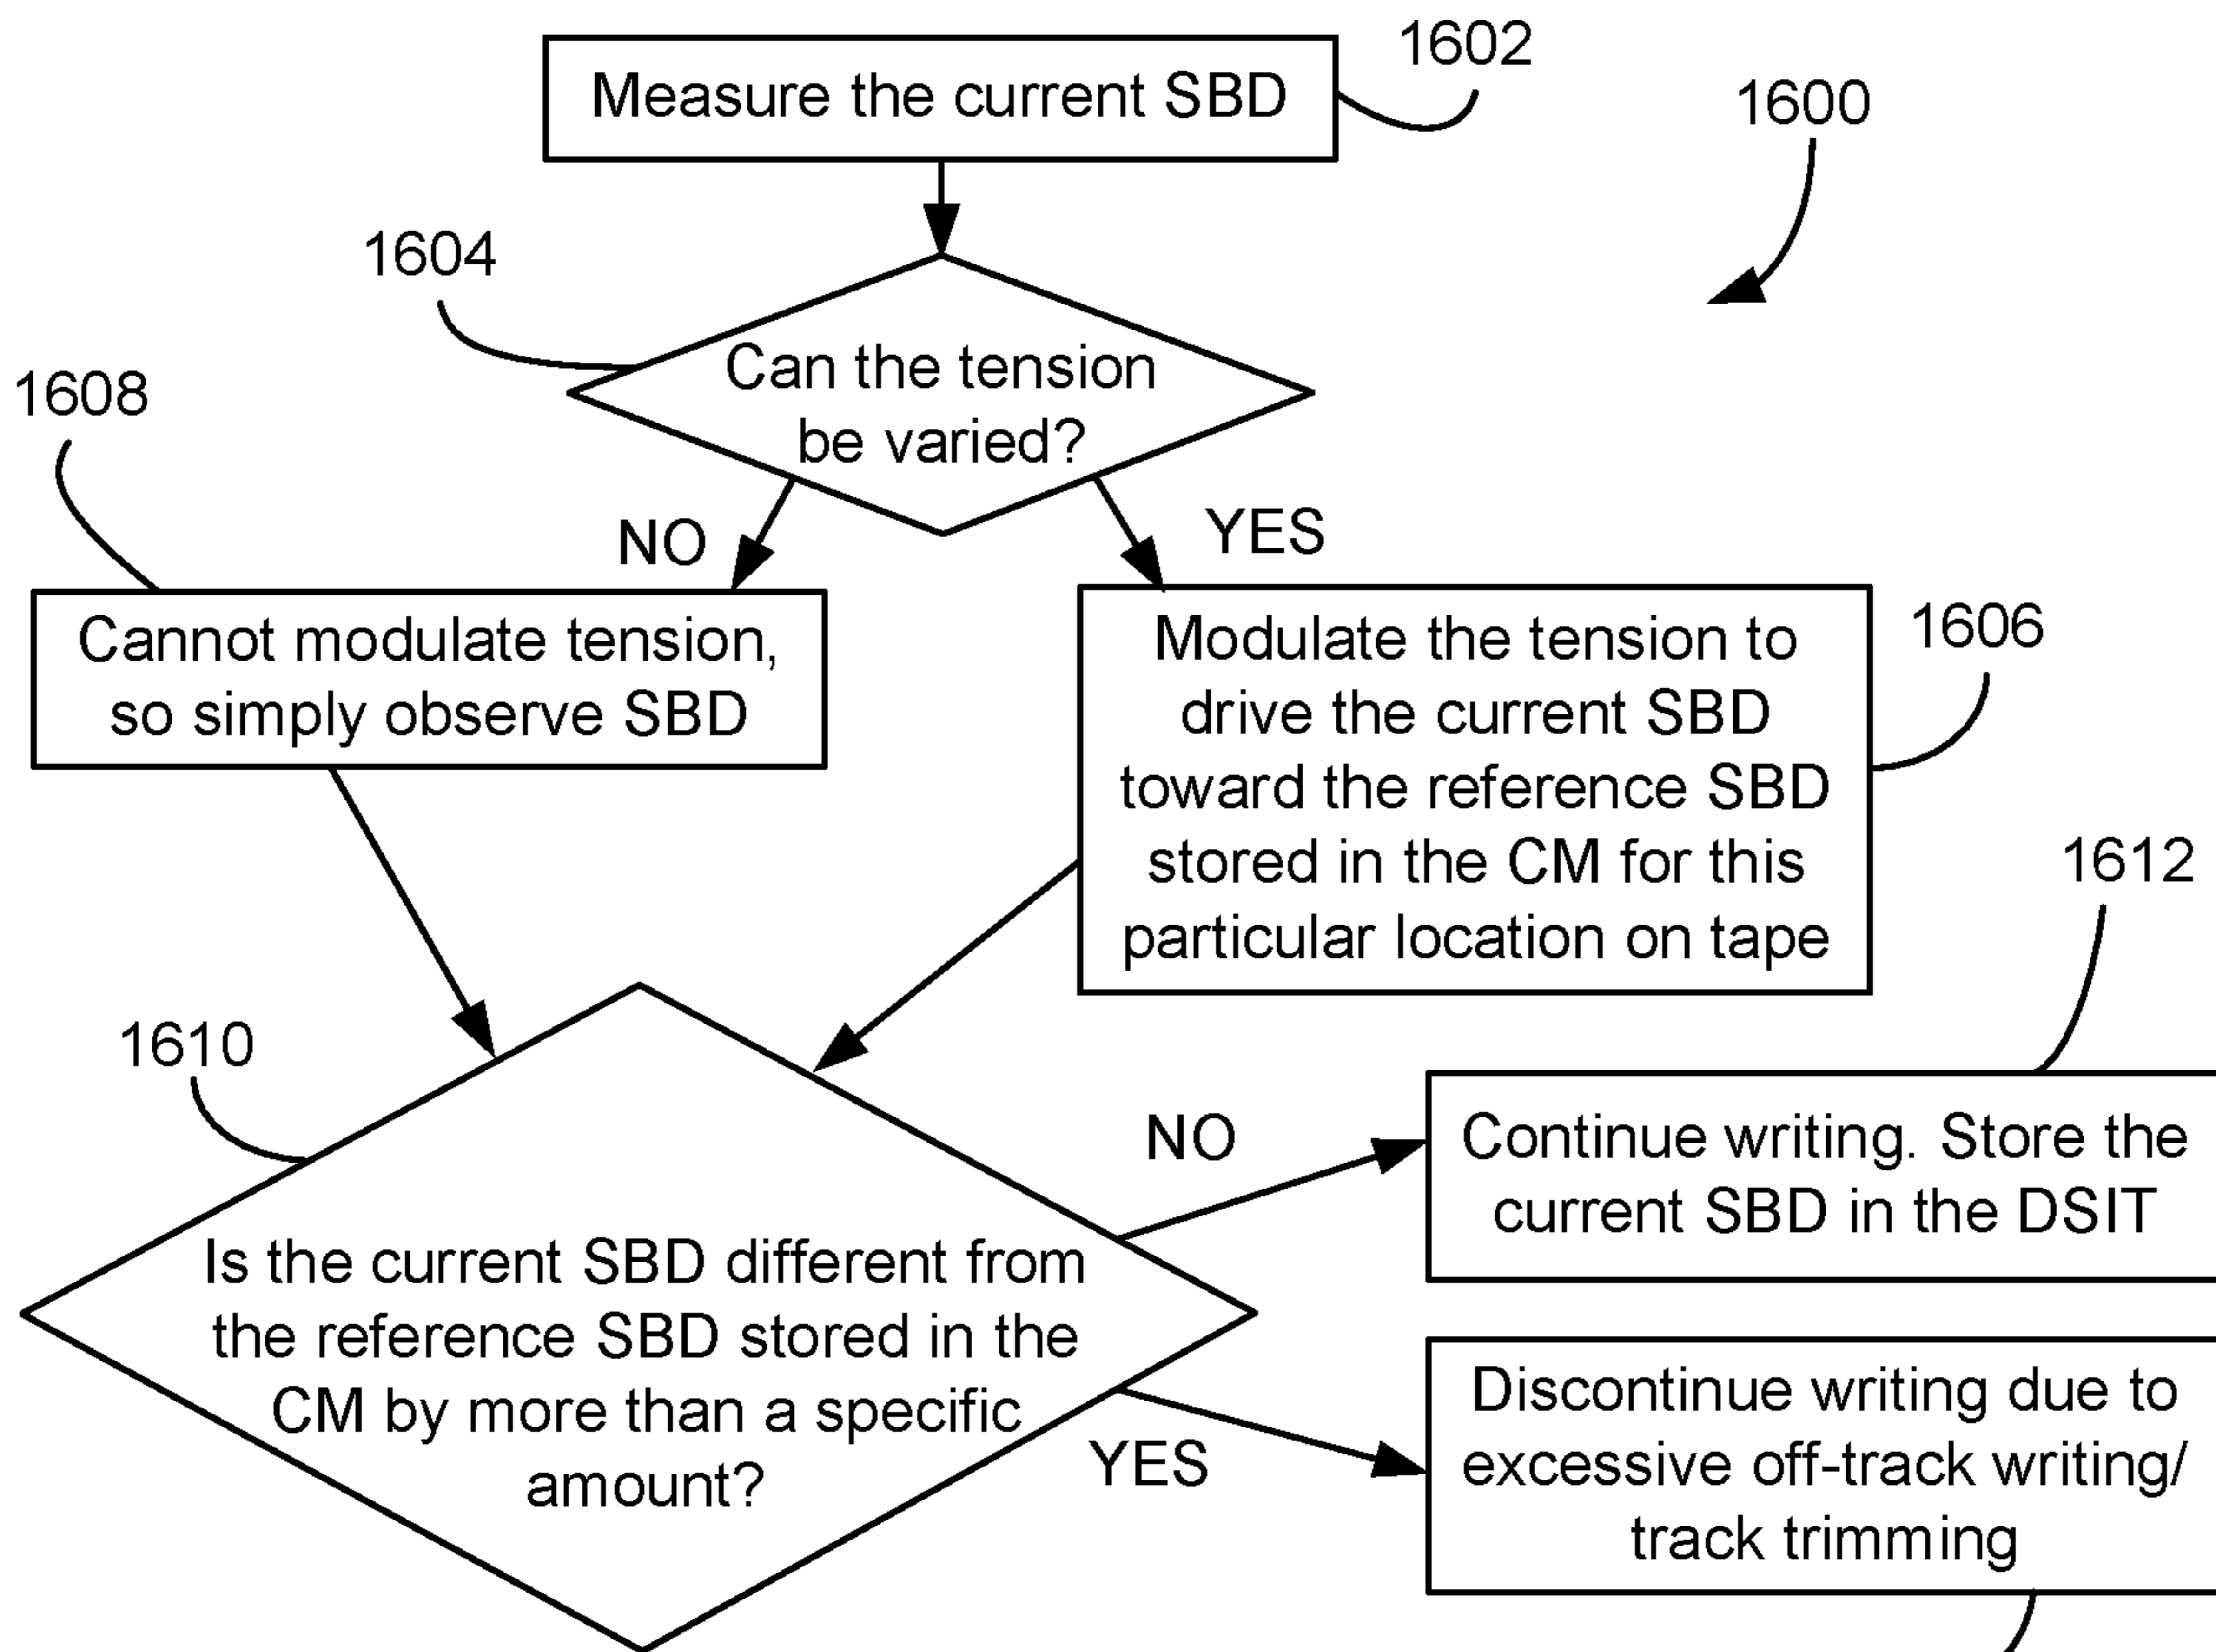 1602
Measure the current SBD
1600
1604
Can the tension
be varied?
1608
NO
YES
Cannot modulate tension,
so simply observe SBD
Modulate the tension to
drive the current SBD
toward the reference SBD
stored in the CM for this
particular location on tape
1606
1612
1610
NO
Continue writing. Store the
current SBD in the DSIT
Is the current SBD different from
the reference SBD stored in the
CM by more than a specific
amount?
YES
Discontinue writing due to
excessive off-track writing/
track trimming